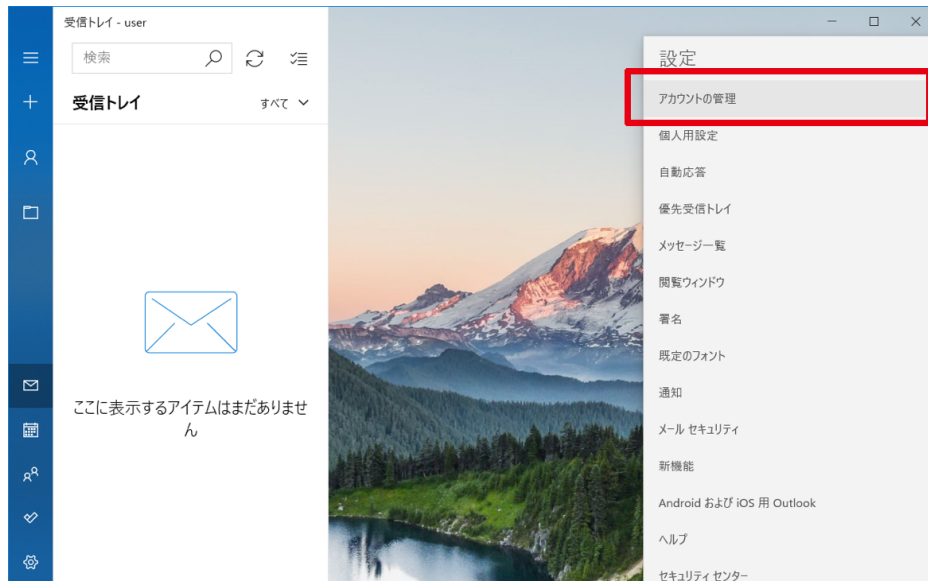 受信トレイ - user
検索
受信トレイ
すべて
ここに表示するアイテムはまだありませ
ん
設定
アカウントの管理
個人用設定
自動応答
優先受信トレイ
メッセージ一覧
閲覧ウィンドウ
署名
既定のフォント
通知
メール セキュリティ
新機能
Android および iOS 用 Outlook
ヘルプ
セキュリティ センター